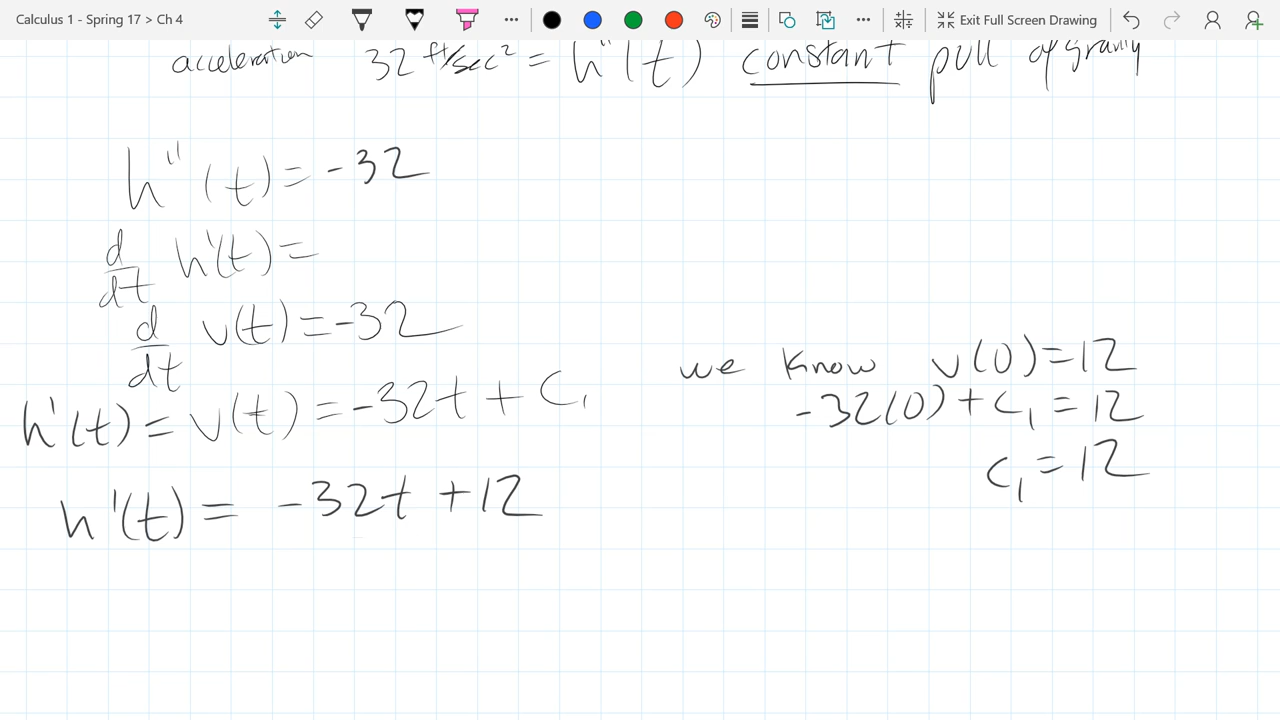 Calculus 1 - Spring 17 > Ch 4
Exit Full Screen Drawing
acceleration 32 ft/sec² = h''(t) constant pull of gravity
h''(t) = -32
d/dt h'(t) =
d/dt v(t) = -32
h'(t) = v(t) = -32t + C₁
we know v(0) = 12
-32(0) + C₁ = 12
C₁ = 12
h'(t) = -32t + 12